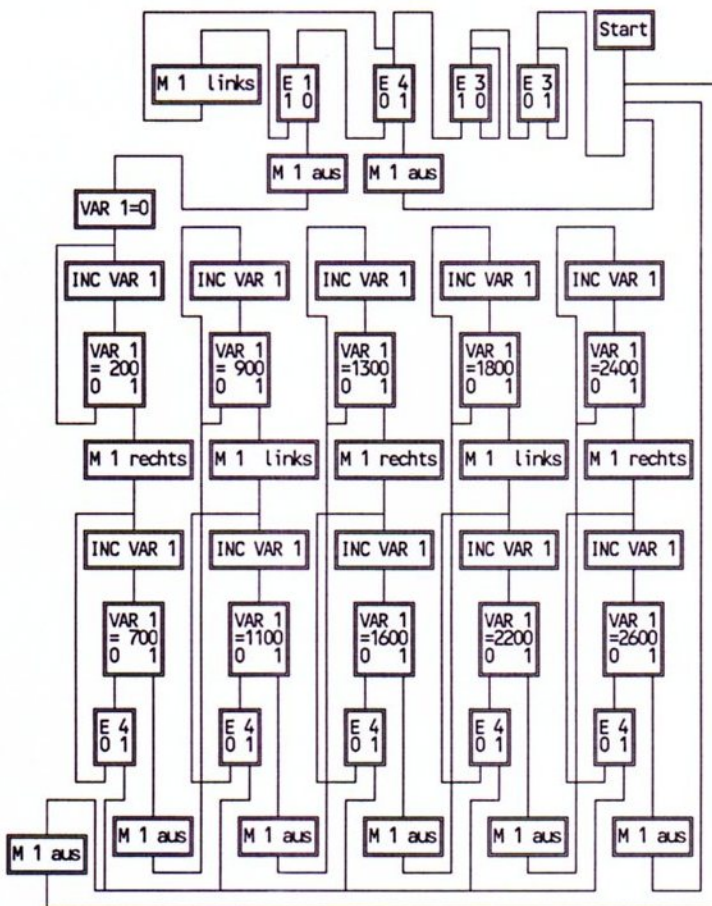 Start
M 1 links
E 1
1 0
E 4
0 1
E 3
1 0
E 3
0 1
M 1 aus
M 1 aus
VAR 1=0
INC VAR 1
INC VAR 1
INC VAR 1
INC VAR 1
INC VAR 1
VAR 1
= 200
0 1
VAR 1
= 900
0 1
VAR 1
=1300
0 1
VAR 1
=1800
0 1
VAR 1
=2400
0 1
M 1 rechts
M 1 links
M 1 rechts
M 1 links
M 1 rechts
INC VAR 1
INC VAR 1
INC VAR 1
INC VAR 1
INC VAR 1
VAR 1
= 700
0 1
VAR 1
=1100
0 1
VAR 1
=1600
0 1
VAR 1
=2200
0 1
VAR 1
=2600
0 1
E 4
0 1
E 4
0 1
E 4
0 1
E 4
0 1
E 4
0 1
M 1 aus
M 1 aus
M 1 aus
M 1 aus
M 1 aus
M 1 aus